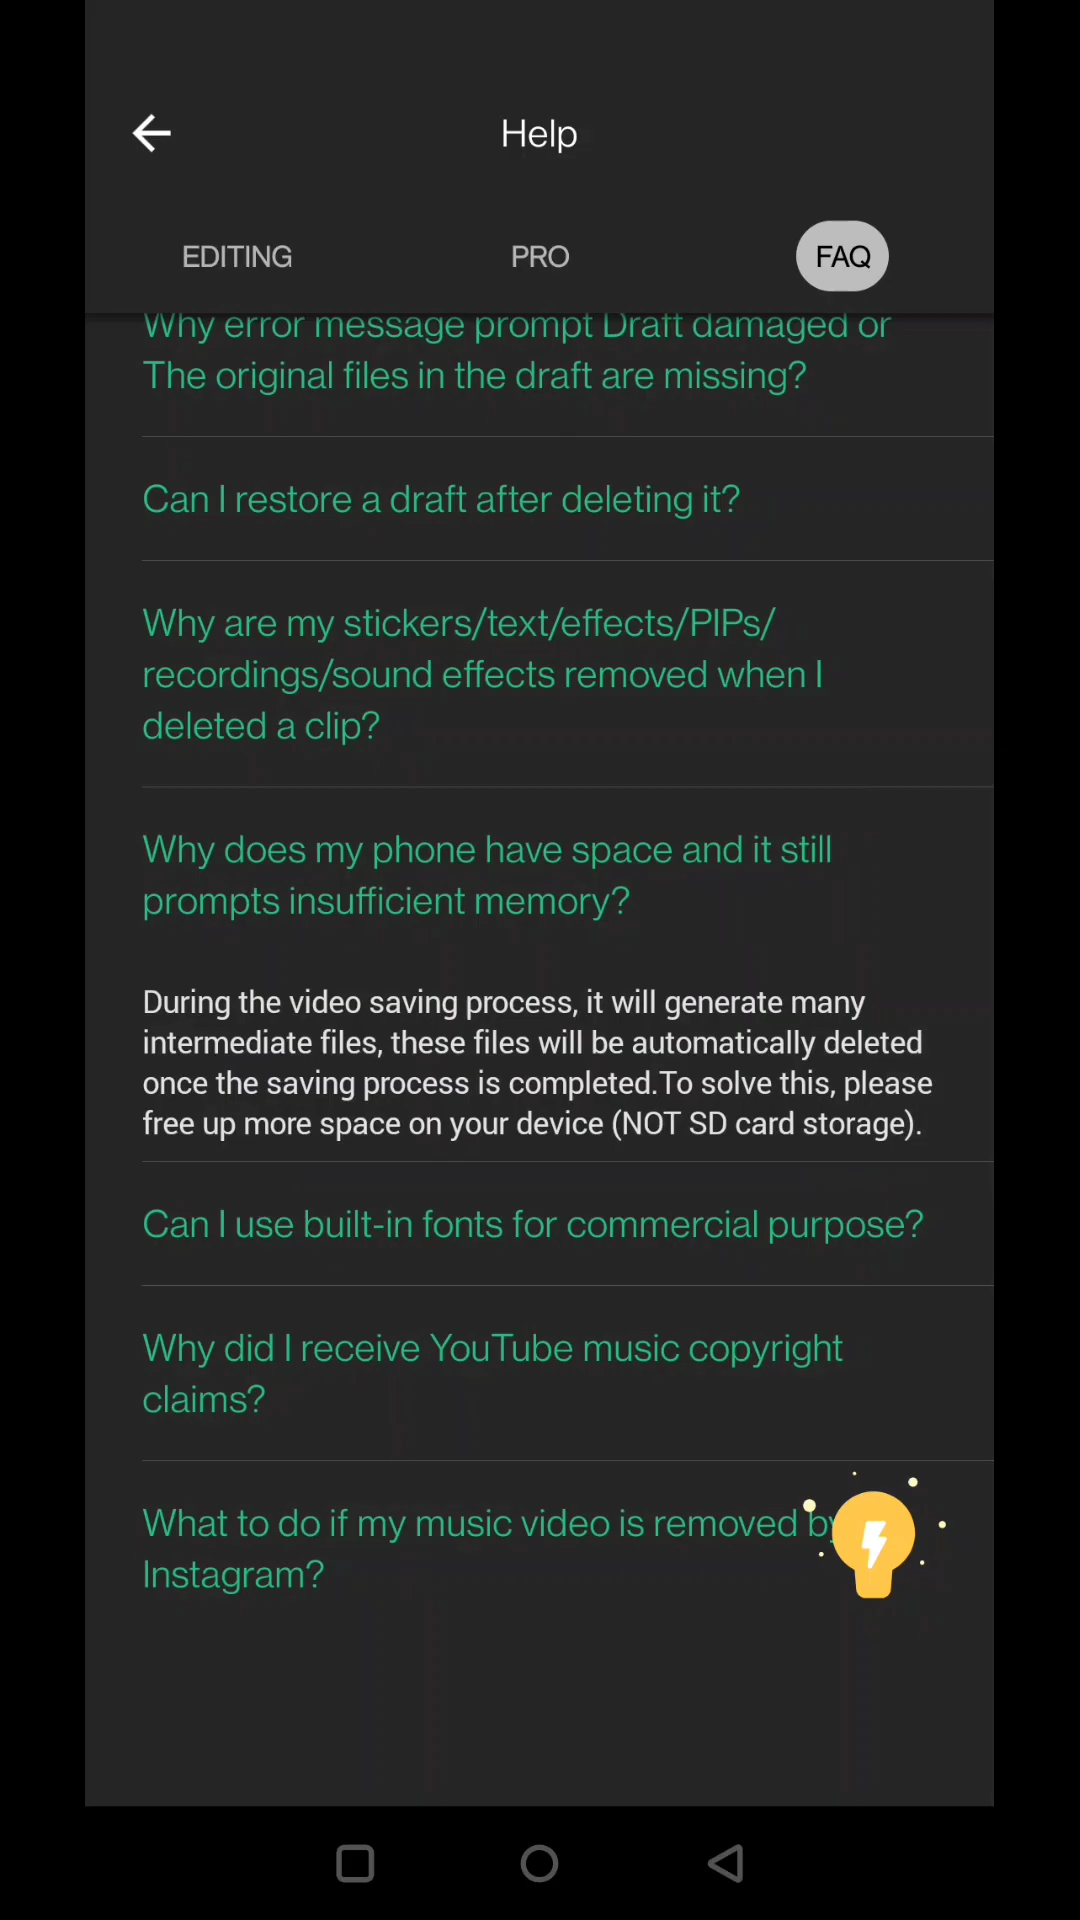 Help
EDITING
PRO
FAQ
Why error message prompt Draft damaged or
The original files in the draft are missing?
Can I restore a draft after deleting it?
Why are my stickers/text/effects/PIPs/
recordings/sound effects removed when I
deleted a clip?
Why does my phone have space and it still
prompts insufficient memory?
During the video saving process, it will generate many
intermediate files, these files will be automatically deleted
once the saving process is completed.To solve this, please
free up more space on your device (NOT SD card storage).
Can I use built-in fonts for commercial purpose?
Why did I receive YouTube music copyright
claims?
What to do if my music video is removed by
Instagram?